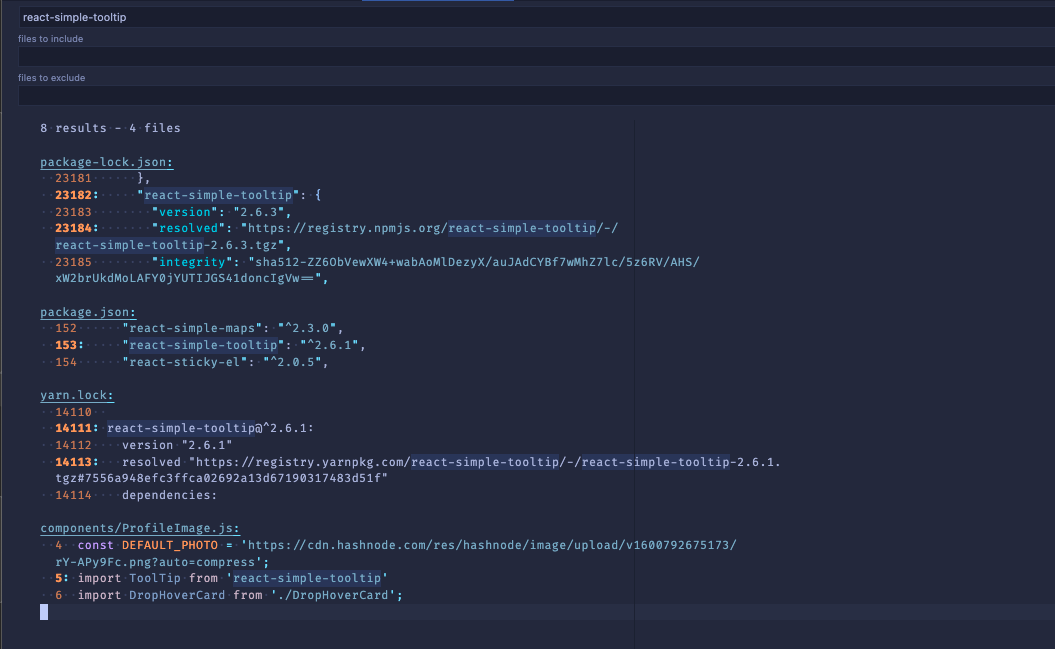 react-simple-tooltip
files to include
files to exclude
8 results - 4 files
package-lock.json:
23181 },
23182: "react-simple-tooltip": {
23183 "version": "2.6.3",
23184: "resolved": "https://registry.npmjs.org/react-simple-tooltip/-/
react-simple-tooltip-2.6.3.tgz",
23185 "integrity": "sha512-ZZ6ObVewXW4+wabAoMlDezyX/auJAdCYBf7wMhZ7lc/5z6RV/AHS/
xW2brUkdMoLAFY0jYUTIJGS41doncIgVw==",
package.json:
152 "react-simple-maps": "^2.3.0",
153: "react-simple-tooltip": "^2.6.1",
154 "react-sticky-el": "^2.0.5",
yarn.lock:
14110
14111: react-simple-tooltip@^2.6.1:
14112 version "2.6.1"
14113: resolved "https://registry.yarnpkg.com/react-simple-tooltip/-/react-simple-tooltip-2.6.1.
tgz#7556a948efc3ffca02692a13d67190317483d51f"
14114 dependencies:
components/ProfileImage.js:
4 const DEFAULT_PHOTO = 'https://cdn.hashnode.com/res/hashnode/image/upload/v1600792675173/
rY-APy9Fc.png?auto=compress';
5: import ToolTip from 'react-simple-tooltip'
6 import DropHoverCard from './DropHoverCard';